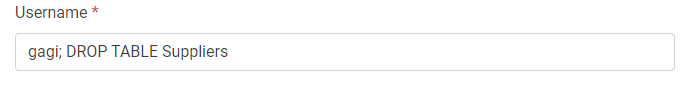 Username *
gagi; DROP TABLE Suppliers